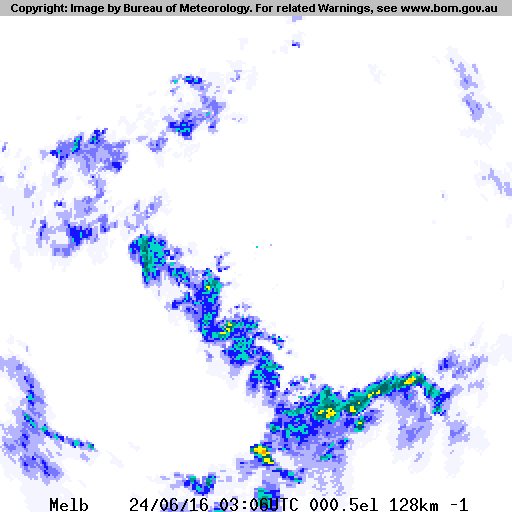 Copyright: Image by Bureau of Meteorology. For related Warnings, see www.bom.gov.au
Melb 24/06/16 03:06UTC 000.5el 128km -1